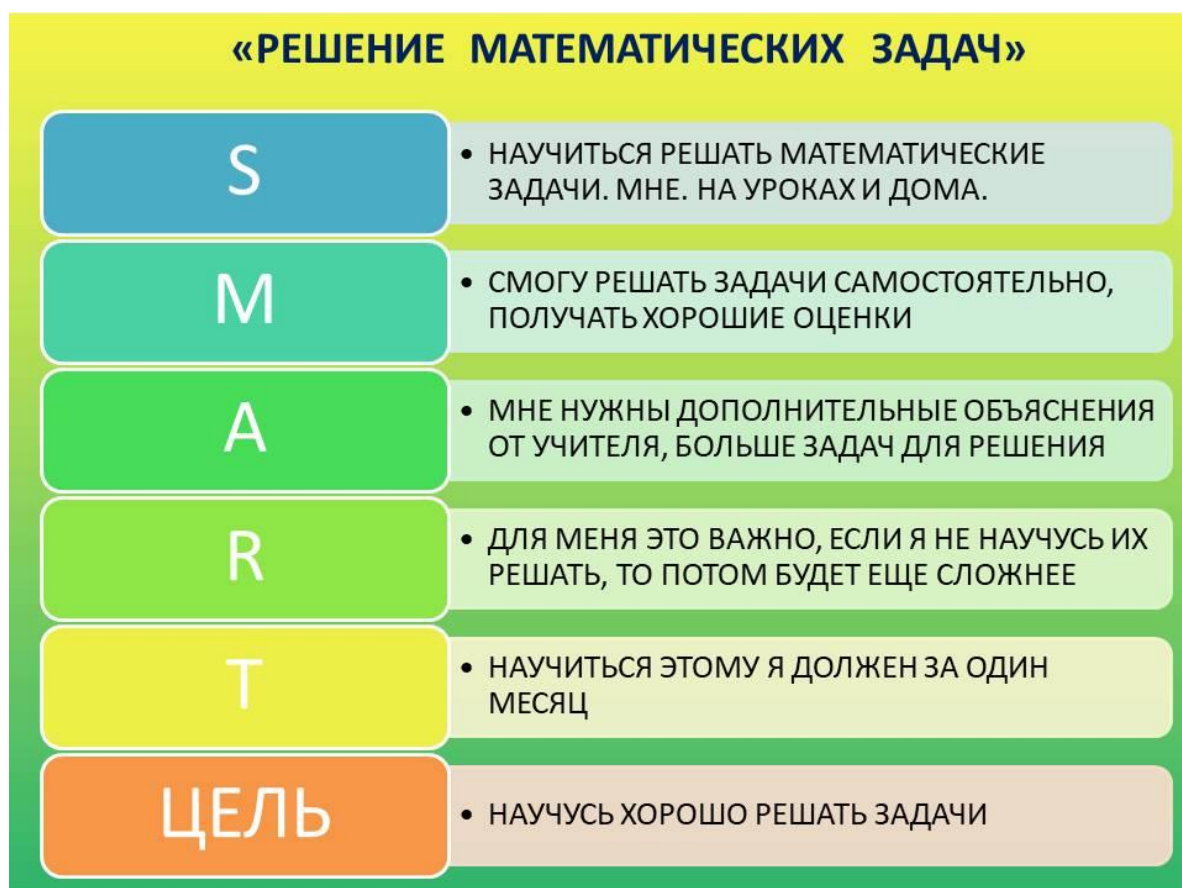 «РЕШЕНИЕ МАТЕМАТИЧЕСКИХ ЗАДАЧ»
S
• НАУЧИТЬСЯ РЕШАТЬ МАТЕМАТИЧЕСКИЕ
ЗАДАЧИ. МНЕ. НА УРОКАХ И ДОМА.
M
• СМОГУ РЕШАТЬ ЗАДАЧИ САМОСТОЯТЕЛЬНО,
ПОЛУЧАТЬ ХОРОШИЕ ОЦЕНКИ
A
• МНЕ НУЖНЫ ДОПОЛНИТЕЛЬНЫЕ ОБЪЯСНЕНИЯ
ОТ УЧИТЕЛЯ, БОЛЬШЕ ЗАДАЧ ДЛЯ РЕШЕНИЯ
R
• ДЛЯ МЕНЯ ЭТО ВАЖНО, ЕСЛИ Я НЕ НАУЧУСЬ ИХ
РЕШАТЬ, ТО ПОТОМ БУДЕТ ЕЩЕ СЛОЖНЕЕ
T
• НАУЧИТЬСЯ ЭТОМУ Я ДОЛЖЕН ЗА ОДИН
МЕСЯЦ
ЦЕЛЬ
• НАУЧУСЬ ХОРОШО РЕШАТЬ ЗАДАЧИ